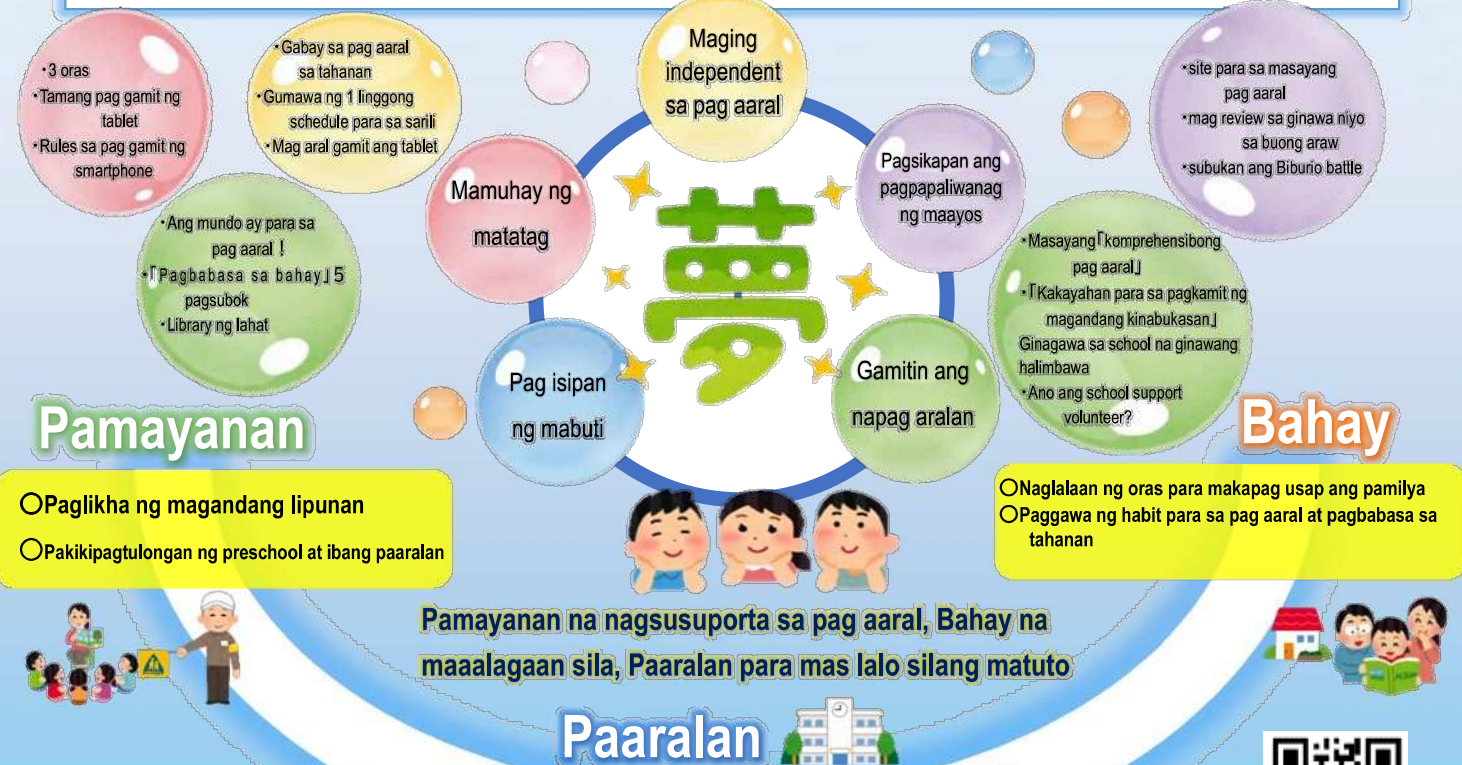 ・3 oras
・Tamang pag gamit ng
tablet
・Rules sa pag gamit ng
smartphone
・Gabay sa pag aaral
sa tahanan
・Gumawa ng 1 linggong
schedule para sa sarili
・Mag aral gamit ang tablet
・Ang mundo ay para sa
pag aaral！
・「Pagbabasa sa bahay」5
pagsubok
・Library ng lahat
Mamuhay ng
matatag
Maging
independent
sa pag aaral
Pagsikapan ang
pagpapaliwanag
ng maayos
Pag isipan
ng mabuti
Gamitin ang
napag aralan
夢
・site para sa masayang
pag aaral
・mag review sa ginawa niyo
sa buong araw
・subukan ang Biburio battle
・Masayang「komprehensibong
pag aaral」
・「Kakayahan para sa pagkamit ng
magandang kinabukasan」
Ginagawa sa school na ginawang
halimbawa
・Ano ang school support
volunteer?
Pamayanan
○Paglikha ng magandang lipunan
○Pakikipagtulongan ng preschool at ibang paaralan
Bahay
○Naglalaan ng oras para makapag usap ang pamilya
○Paggawa ng habit para sa pag aaral at pagbabasa sa
tahanan
Pamayanan na nagsusuporta sa pag aaral, Bahay na
maaalagaan sila, Paaralan para mas lalo silang matuto
Paaralan